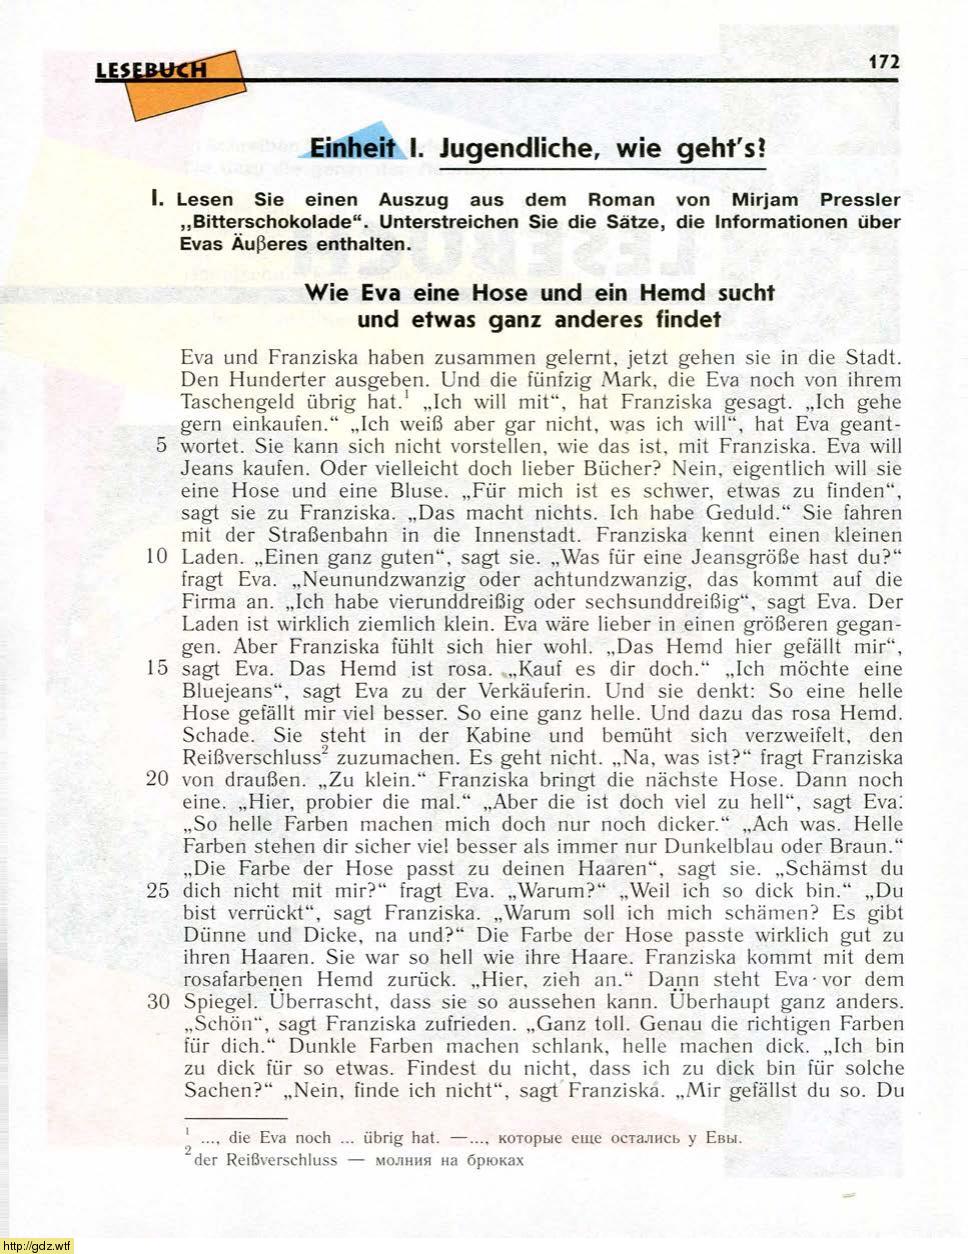 LESEBUCH
172
Einheit I. Jugendliche, wie geht's?
I. Lesen Sie einen Auszug aus dem Roman von Mirjam Pressler
„Bitterschokolade“. Unterstreichen Sie die Sätze, die Informationen über
Evas Äußeres enthalten.
Wie Eva eine Hose und ein Hemd sucht
und etwas ganz anderes findet
Eva und Franziska haben zusammen gelernt, jetzt gehen sie in die Stadt.
Den Hunderter ausgeben. Und die fünfzig Mark, die Eva noch von ihrem
Taschengeld übrig hat.¹ „Ich will mit“, hat Franziska gesagt. „Ich gehe
gern einkaufen.“ „Ich weiß aber gar nicht, was ich will“, hat Eva geant-
5 wortet. Sie kann sich nicht vorstellen, wie das ist, mit Franziska. Eva will
Jeans kaufen. Oder vielleicht doch lieber Bücher? Nein, eigentlich will sie
eine Hose und eine Bluse. „Für mich ist es schwer, etwas zu finden“,
sagt sie zu Franziska. „Das macht nichts. Ich habe Geduld.“ Sie fahren
mit der Straßenbahn in die Innenstadt. Franziska kennt einen kleinen
10 Laden. „Einen ganz guten“, sagt sie. „Was für eine Jeansgröße hast du?“
fragt Eva. „Neunundzwanzig oder achtundzwanzig, das kommt auf die
Firma an. „Ich habe vierunddreißig oder sechsunddreißig“, sagt Eva. Der
Laden ist wirklich ziemlich klein. Eva wäre lieber in einen größeren gegan-
gen. Aber Franziska fühlt sich hier wohl. „Das Hemd hier gefällt mir“,
15 sagt Eva. Das Hemd ist rosa. „Kauf es dir doch.“ „Ich möchte eine
Bluejeans“, sagt Eva zu der Verkäuferin. Und sie denkt: So eine helle
Hose gefällt mir viel besser. So eine ganz helle. Und dazu das rosa Hemd.
Schade. Sie steht in der Kabine und bemüht sich verzweifelt, den
Reißverschluss² zuzumachen. Es geht nicht. „Na, was ist?“ fragt Franziska
20 von draußen. „Zu klein.“ Franziska bringt die nächste Hose. Dann noch
eine. „Hier, probier die mal.“ „Aber die ist doch viel zu hell“, sagt Eva:
„So helle Farben machen mich doch nur noch dicker.“ „Ach was. Helle
Farben stehen dir sicher viel besser als immer nur Dunkelblau oder Braun.“
„Die Farbe der Hose passt zu deinen Haaren“, sagt sie. „Schämst du
25 dich nicht mit mir?“ fragt Eva. „Warum?“ „Weil ich so dick bin.“ „Du
bist verrückt“, sagt Franziska. „Warum soll ich mich schämen? Es gibt
Dünne und Dicke, na und?“ Die Farbe der Hose passte wirklich gut zu
ihren Haaren. Sie war so hell wie ihre Haare. Franziska kommt mit dem
rosafarbenen Hemd zurück. „Hier, zieh an.“ Dann steht Eva vor dem
30 Spiegel. Überrascht, dass sie so aussehen kann. Überhaupt ganz anders.
„Schön“, sagt Franziska zufrieden. „Ganz toll. Genau die richtigen Farben
für dich.“ Dunkle Farben machen schlank, helle machen dick. „Ich bin
zu dick für so etwas. Findest du nicht, dass ich zu dick bin für solche
Sachen?“ „Nein, finde ich nicht“, sagt Franziska. „Mir gefällst du so. Du
¹ ..., die Eva noch ... übrig hat. —..., которые еще остались у Евы.
² der Reißverschluss — молния на брюках
http://gdz.wtf